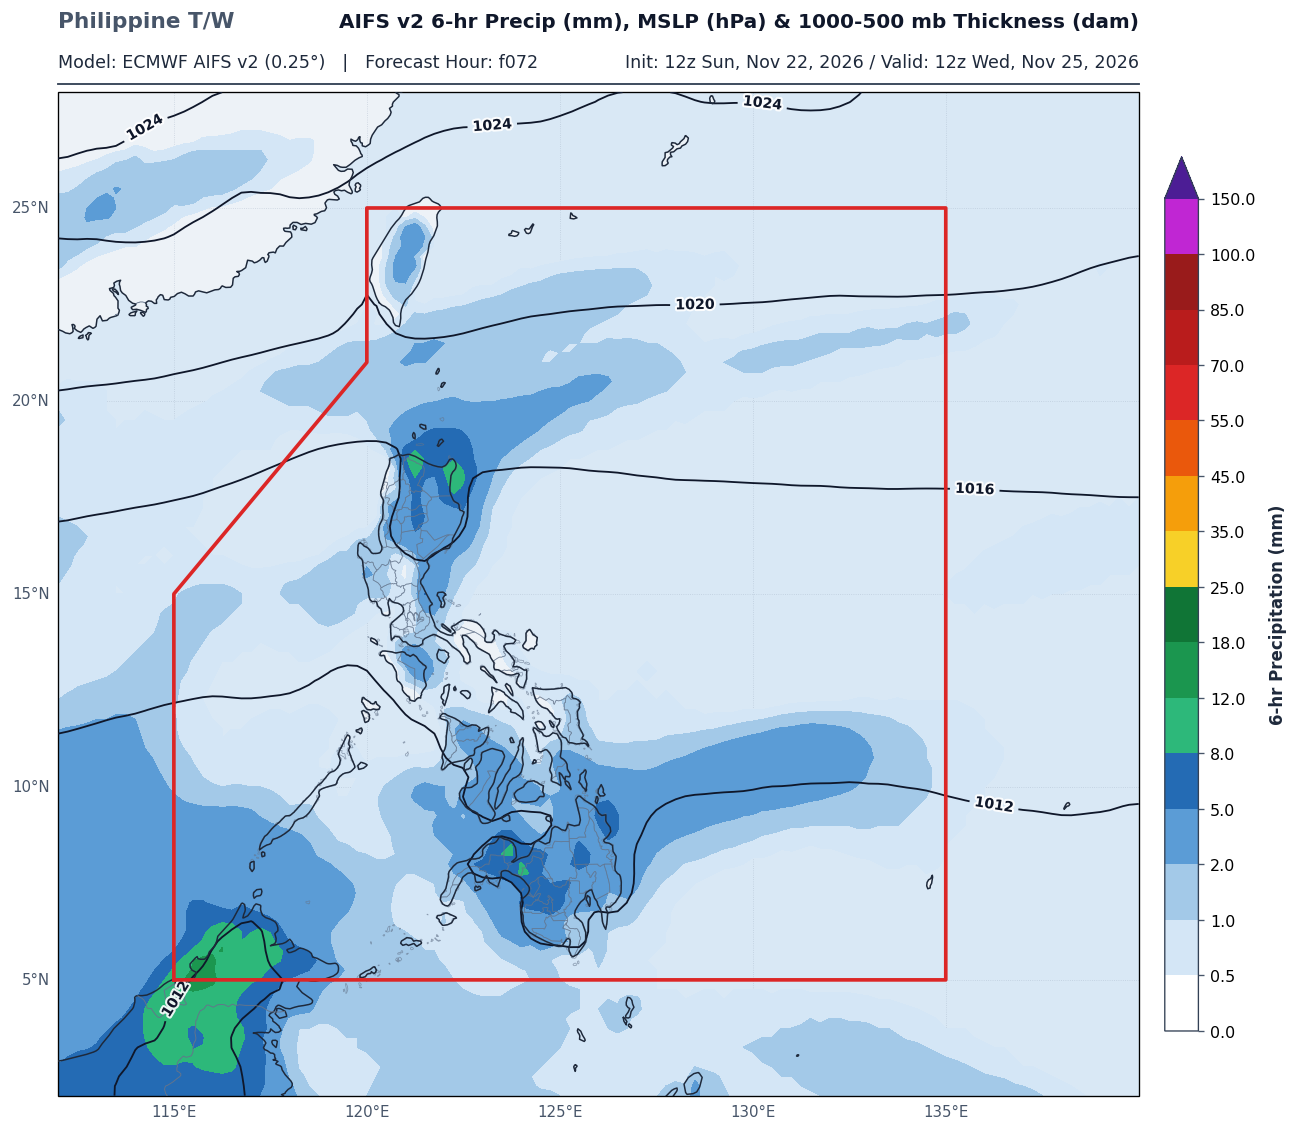 Philippine T/W
AIFS v2 6-hr Precip (mm), MSLP (hPa) & 1000-500 mb Thickness (dam)
Model: ECMWF AIFS v2 (0.25°) | Forecast Hour: f072
Init: 12z Sun, Nov 22, 2026 / Valid: 12z Wed, Nov 25, 2026
1024
1024
1024
1020
1016
1012
1012
25°N
20°N
15°N
10°N
5°N
115°E
120°E
125°E
130°E
135°E
150.0
100.0
85.0
70.0
55.0
45.0
35.0
25.0
18.0
12.0
8.0
5.0
2.0
1.0
0.5
0.0
6-hr Precipitation (mm)